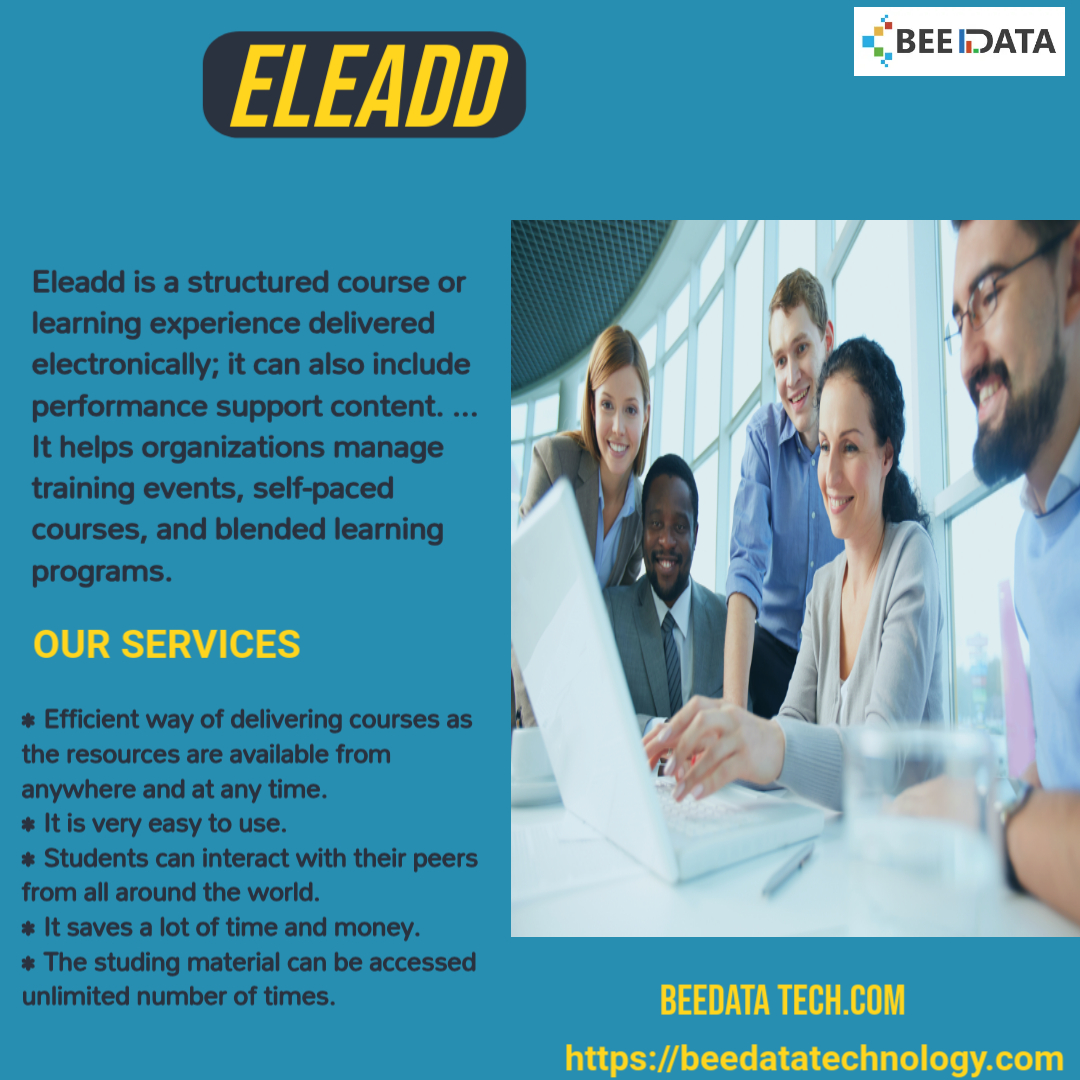 ELEADD
BEE DATA
Eleadd is a structured course or
learning experience delivered
electronically; it can also include
performance support content. ...
It helps organizations manage
training events, self-paced
courses, and blended learning
programs.
OUR SERVICES
* Efficient way of delivering courses as
the resources are available from
anywhere and at any time.
* It is very easy to use.
* Students can interact with their peers
from all around the world.
* It saves a lot of time and money.
* The studing material can be accessed
unlimited number of times.
BEEDATA TECH.COM
https://beedatatechnology.com